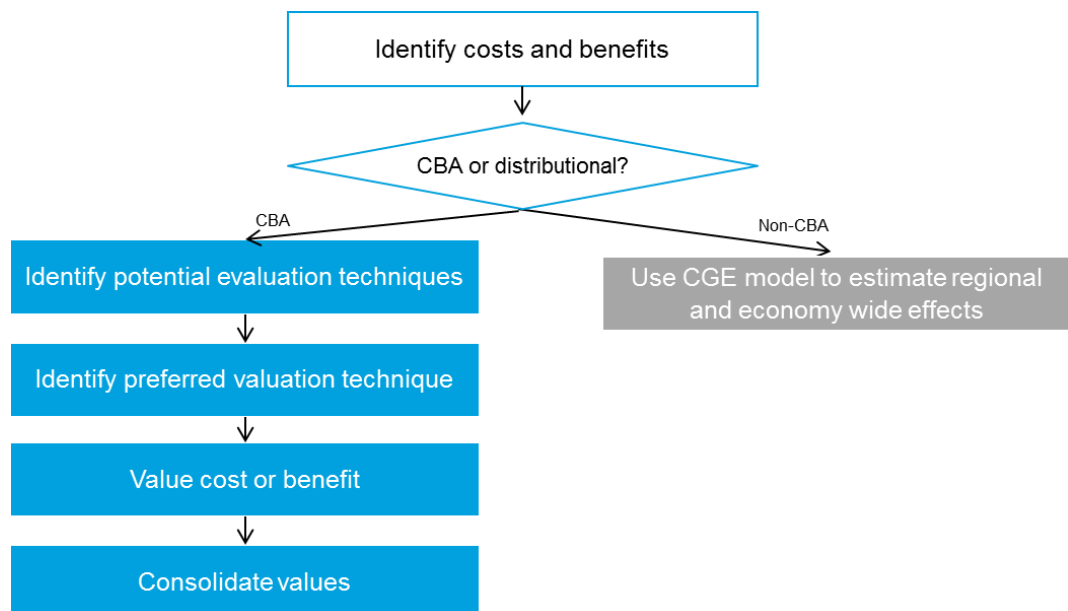 Identify costs and benefits
CBA or distributional?
CBA
Non-CBA
Identify potential evaluation techniques
Use CGE model to estimate regional
and economy wide effects
Identify preferred valuation technique
Value cost or benefit
Consolidate values